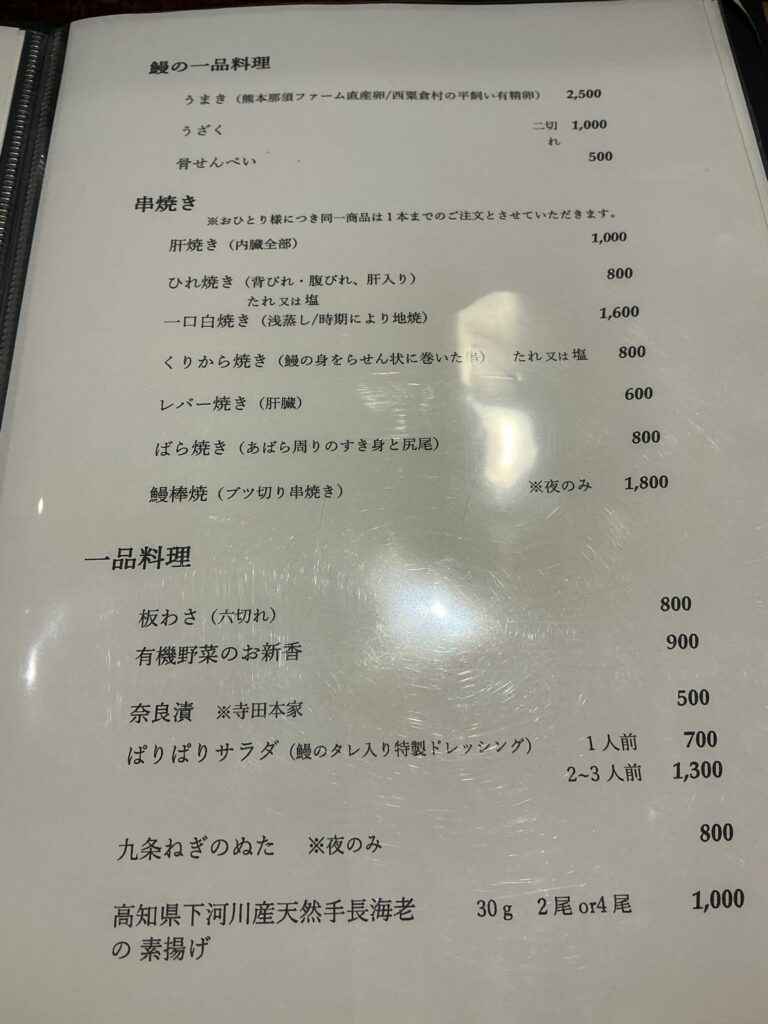 鰻の一品料理
うまき（熊本那須ファーム直産卵/西粟倉村の平飼い有精卵） 2,500
うざく 二切れ 1,000
骨せんべい 500
串焼き
※おひとり様につき同一商品は１本までのご注文とさせていただきます。
肝焼き（内臓全部） 1,000
ひれ焼き（背びれ・腹びれ、肝入り） 800
たれ 又は 塩
一口白焼き（浅蒸し/時期により地焼） 1,600
くりから焼き（鰻の身をらせん状に巻いた串） たれ 又は 塩 800
レバー焼き（肝臓） 600
ばら焼き（あばら周りのすき身と尻尾） 800
鰻棒焼（ブツ切り串焼き） ※夜のみ 1,800
一品料理
板わさ（六切れ） 800
有機野菜のお新香 900
奈良漬 ※寺田本家 500
ぱりぱりサラダ（鰻のタレ入り特製ドレッシング） 1 人前 700
2~3 人前 1,300
九条ねぎのぬた ※夜のみ 800
高知県下河川産天然手長海老 30ｇ 2 尾 or4 尾 1,000
の 素揚げ